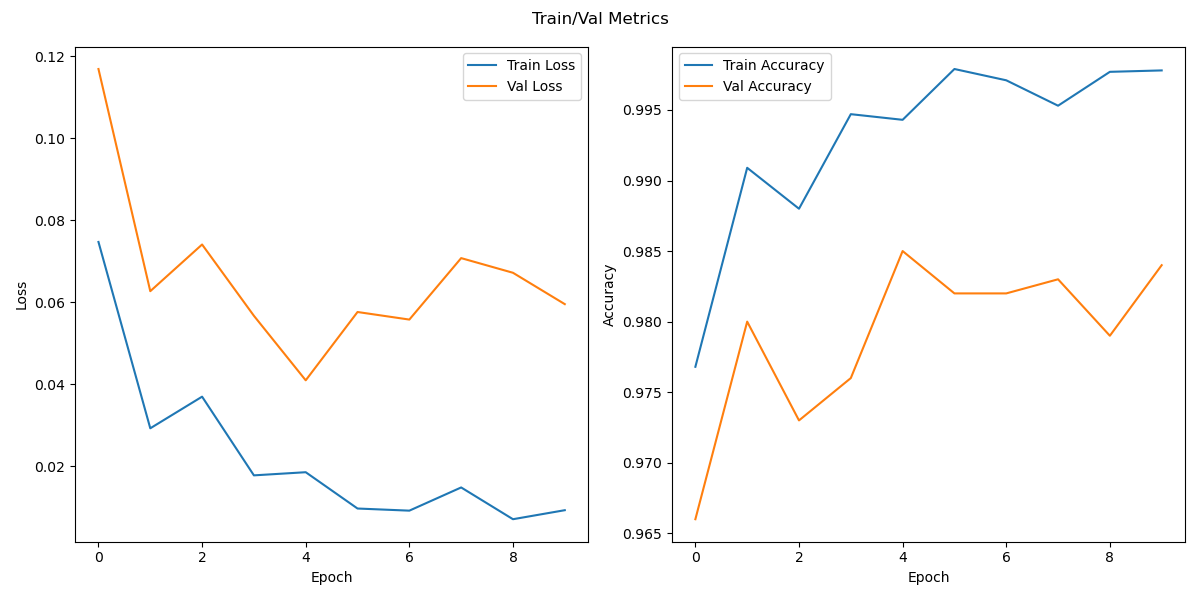 Train/Val Metrics
0.12
0.10
0.08
0.06
0.04
0.02
Loss
Train Loss
Val Loss
0 2 4 6 8
Epoch
0.995
0.990
0.985
0.980
0.975
0.970
0.965
Accuracy
Train Accuracy
Val Accuracy
0 2 4 6 8
Epoch